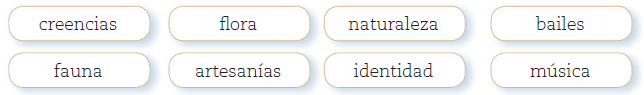 creencias flora naturaleza bailes
fauna artesanías identidad música